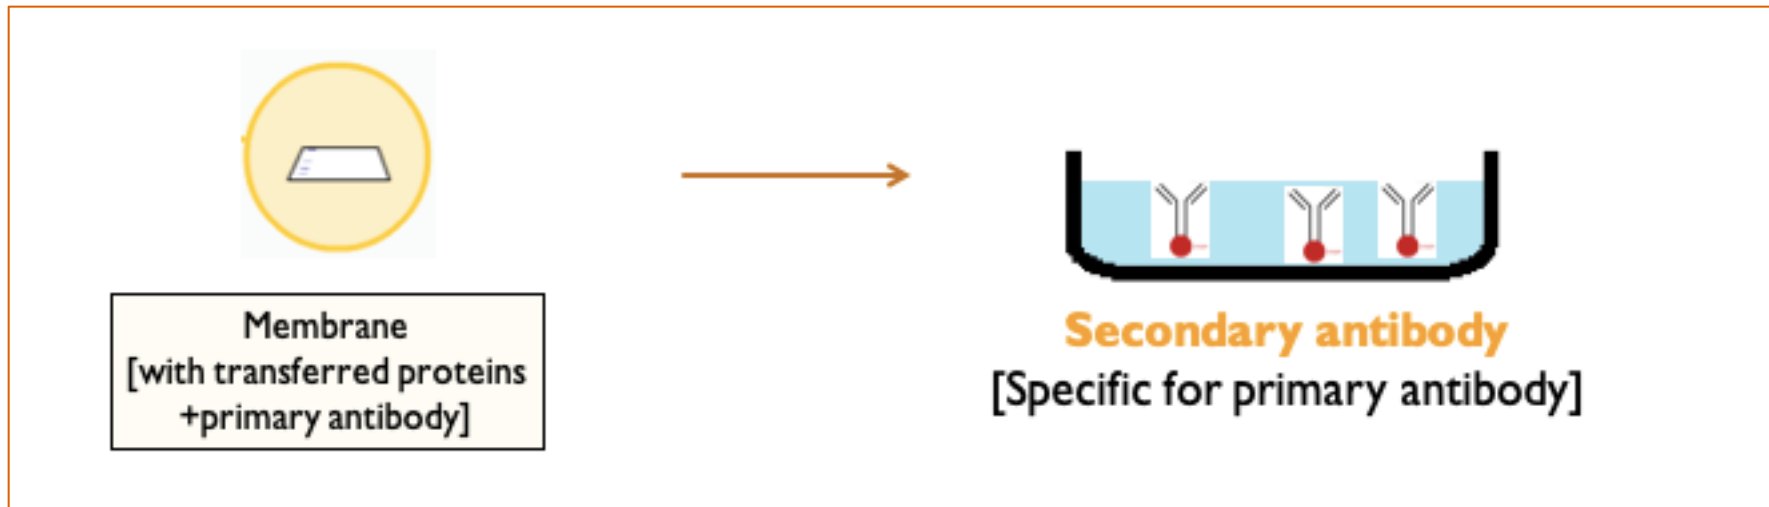 Membrane
[with transferred proteins
+primary antibody]
Secondary antibody
[Specific for primary antibody]